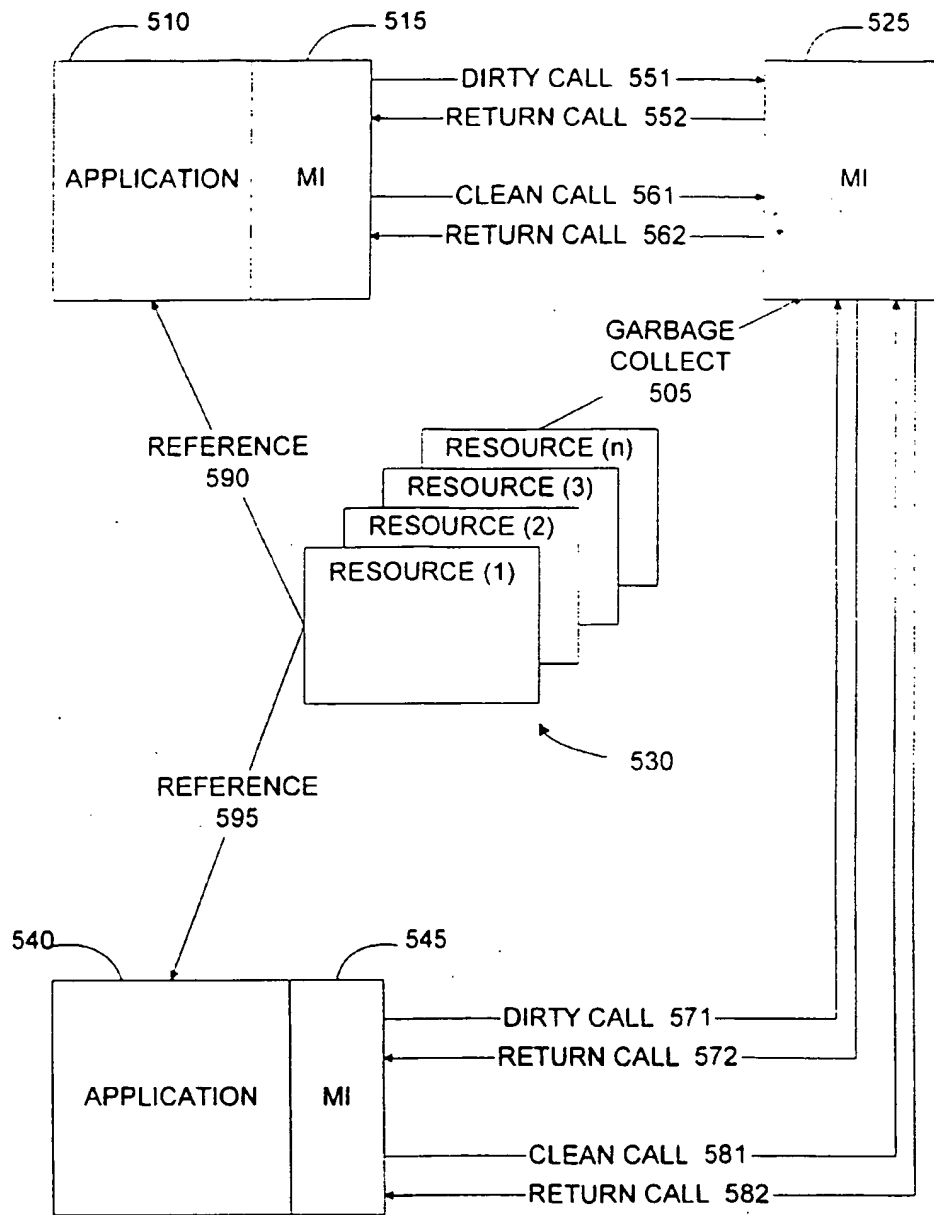 510
515
525
DIRTY CALL 551
RETURN CALL 552
APPLICATION
MI
MI
CLEAN CALL 561
RETURN CALL 562
GARBAGE
COLLECT
505
REFERENCE
590
RESOURCE (n)
RESOURCE (3)
RESOURCE (2)
RESOURCE (1)
530
REFERENCE
595
540
545
DIRTY CALL 571
RETURN CALL 572
APPLICATION
MI
CLEAN CALL 581
RETURN CALL 582